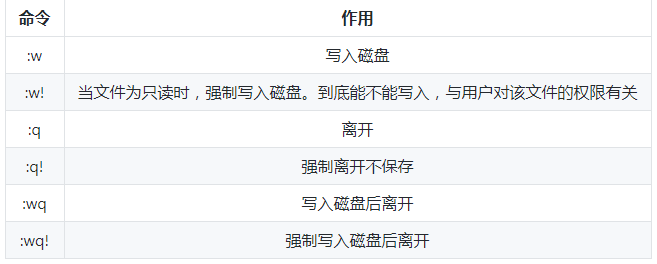 命令 作用
:w 写入磁盘
:w! 当文件为只读时，强制写入磁盘。到底能不能写入，与用户对该文件的权限有关
:q 离开
:q! 强制离开不保存
:wq 写入磁盘后离开
:wq! 强制写入磁盘后离开